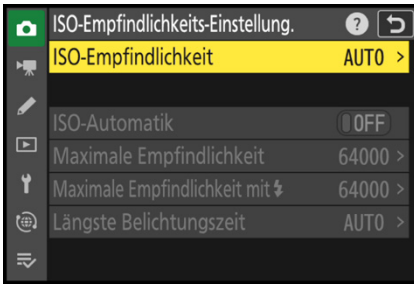 ISO-Empfindlichkeits-Einstellung. ?
ISO-Empfindlichkeit AUTO >
ISO-Automatik OFF
Maximale Empfindlichkeit 64000 >
Maximale Empfindlichkeit mit⚡ 64000 >
Längste Belichtungszeit AUTO >